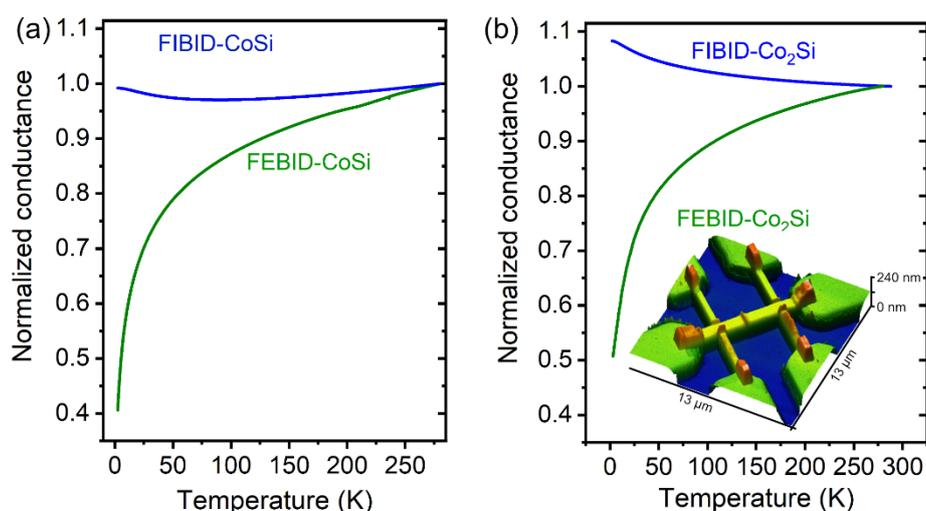 (a)
FIBID-CoSi
FEBID-CoSi
Normalized conductance
1.1
1.0
0.9
0.8
0.7
0.6
0.5
0.4
0 50 100 150 200 250
Temperature (K)
(b)
FIBID-Co₂Si
FEBID-Co₂Si
240 nm
0 nm
13 µm
13 µm
Normalized conductance
1.1
1.0
0.9
0.8
0.7
0.6
0.5
0.4
0 50 100 150 200 250 300
Temperature (K)